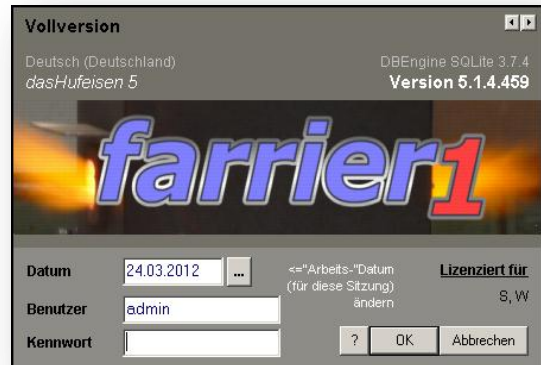 Vollversion
Deutsch (Deutschland)
DBEngine SQLite 3.7.4
dasHufeisen 5
Version 5.1.4.459
farrier1
Datum
24.03.2012
...
<="Arbeits-"Datum
(für diese Sitzung)
ändern
Lizenziert für
S, W
Benutzer
admin
Kennwort
?
OK
Abbrechen